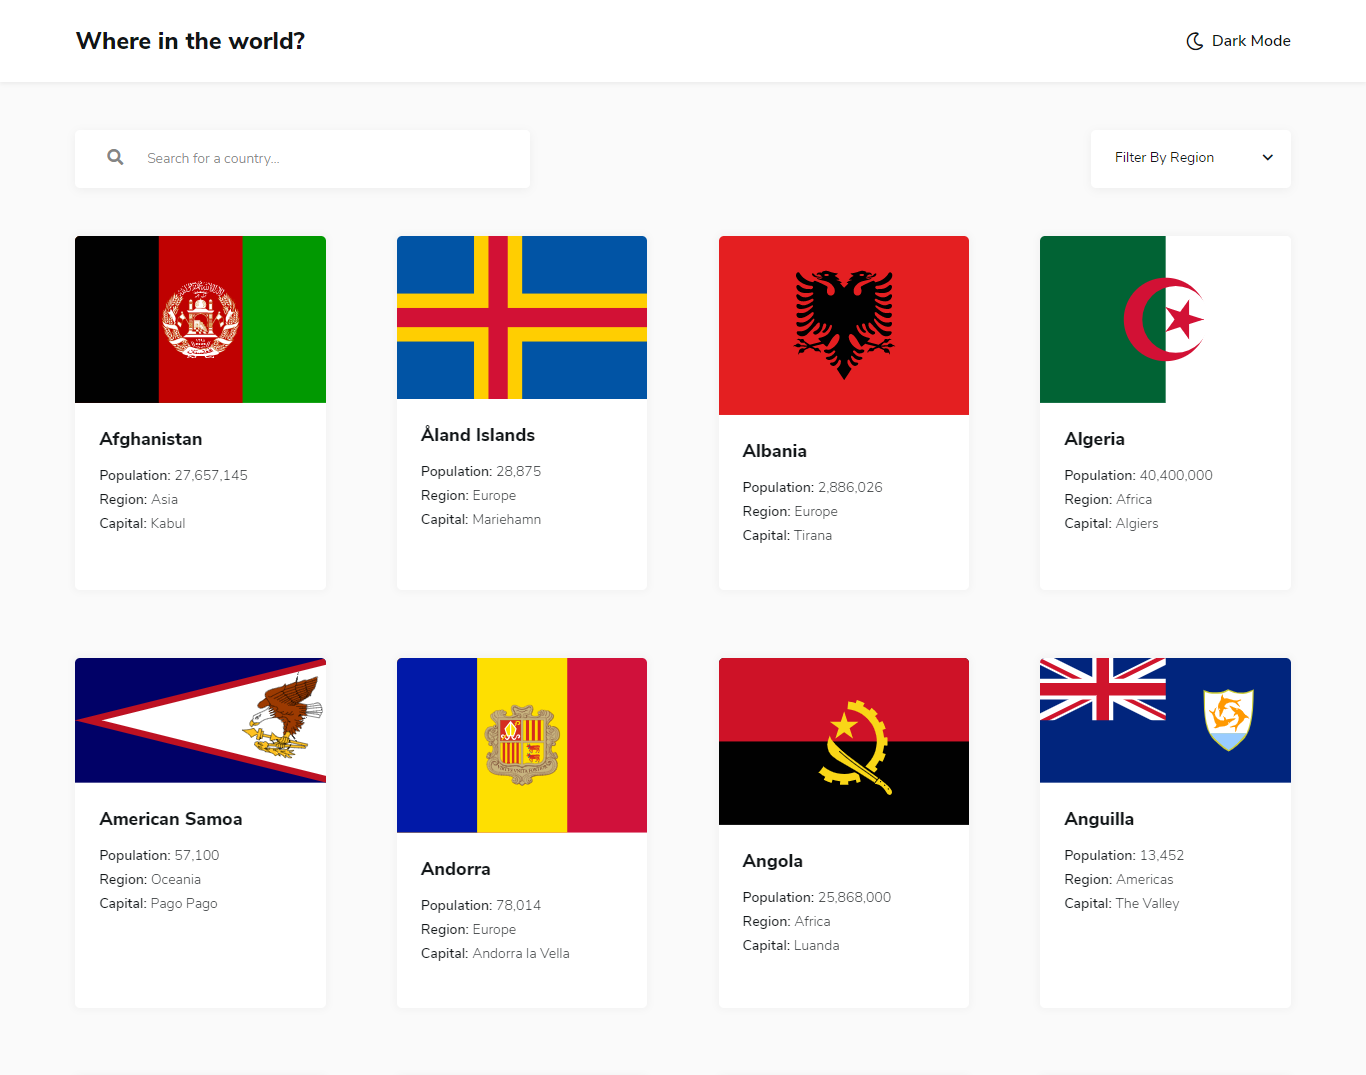 Where in the world?
Dark Mode
Search for a country...
Filter By Region
Afghanistan
Population: 27,657,145
Region: Asia
Capital: Kabul
Åland Islands
Population: 28,875
Region: Europe
Capital: Mariehamn
Albania
Population: 2,886,026
Region: Europe
Capital: Tirana
Algeria
Population: 40,400,000
Region: Africa
Capital: Algiers
American Samoa
Population: 57,100
Region: Oceania
Capital: Pago Pago
Andorra
Population: 78,014
Region: Europe
Capital: Andorra la Vella
Angola
Population: 25,868,000
Region: Africa
Capital: Luanda
Anguilla
Population: 13,452
Region: Americas
Capital: The Valley